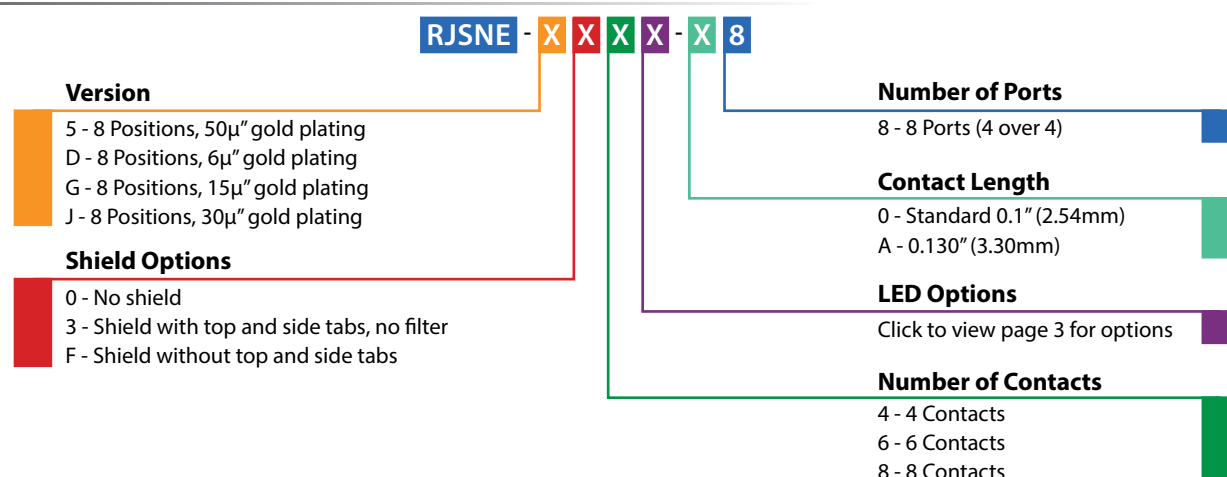 RJSNE - X X X X - X 8
Version
5 - 8 Positions, 50µ” gold plating
D - 8 Positions, 6µ” gold plating
G - 8 Positions, 15µ” gold plating
J - 8 Positions, 30µ” gold plating
Shield Options
0 - No shield
3 - Shield with top and side tabs, no filter
F - Shield without top and side tabs
Number of Ports
8 - 8 Ports (4 over 4)
Contact Length
0 - Standard 0.1” (2.54mm)
A - 0.130” (3.30mm)
LED Options
Click to view page 3 for options
Number of Contacts
4 - 4 Contacts
6 - 6 Contacts
8 - 8 Contacts